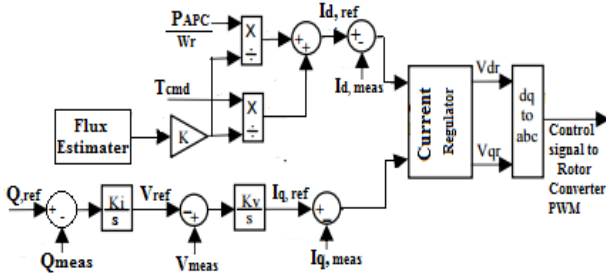 PAPC
Wr
X
÷
Id, ref
+
+
+
-
Id, meas
Tcmd
X
÷
Flux
Estimater
K
Current
Regulator
Vdr
Vqr
dq
to
abc
Control
signal to
Rotor
Converter
PWM
Q,ref
+
-
Qmeas
Ki
s
Vref
-
+
Vmeas
Kv
s
Iq, ref
+
-
Iq, meas